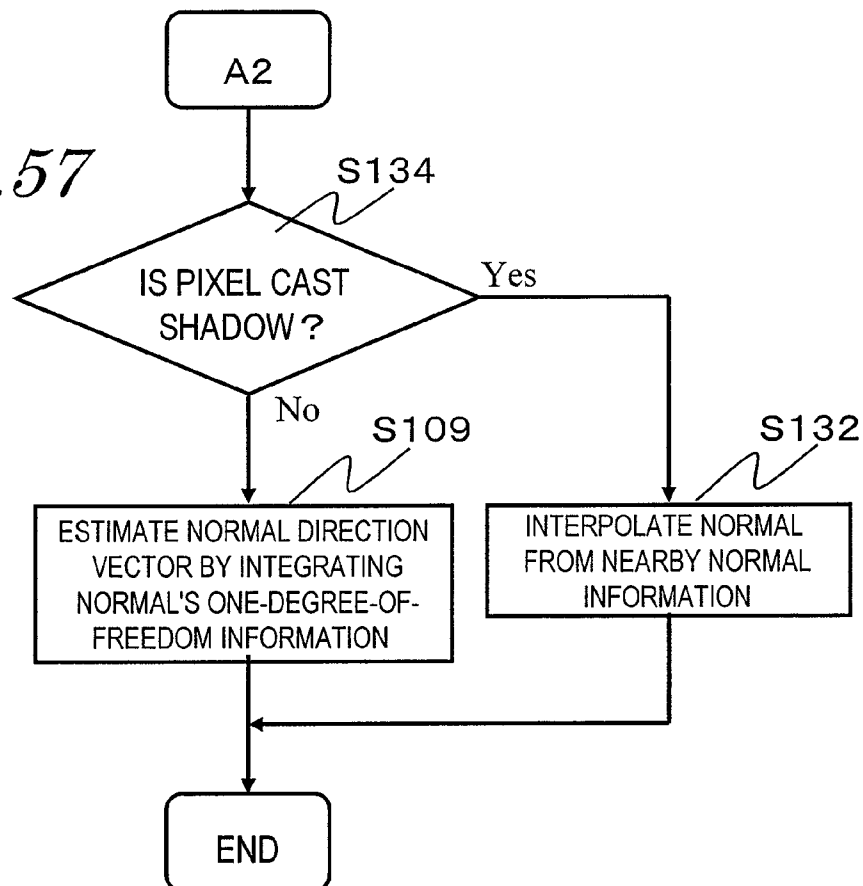 A2
.57
S134
IS PIXEL CAST
SHADOW ?
Yes
No
S109
S132
ESTIMATE NORMAL DIRECTION
VECTOR BY INTEGRATING
NORMAL'S ONE-DEGREE-OF-
FREEDOM INFORMATION
INTERPOLATE NORMAL
FROM NEARBY NORMAL
INFORMATION
END